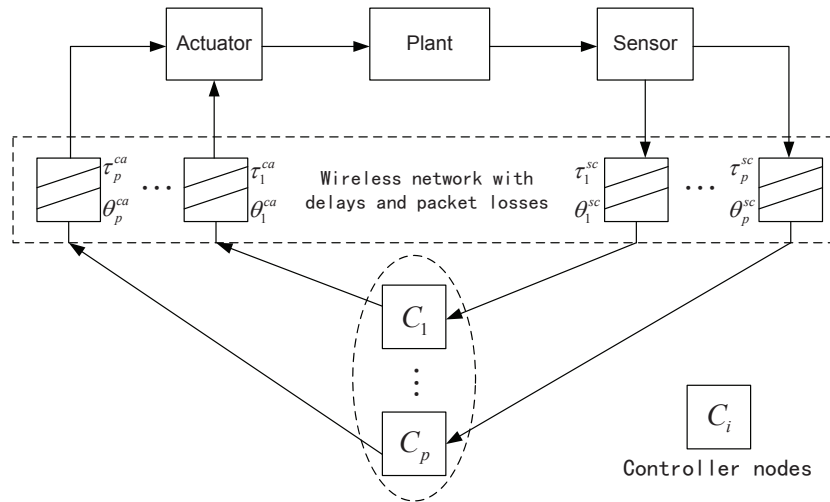 Actuator
Plant
Sensor
τ_p^{ca}
θ_p^{ca}
...
τ_1^{ca}
θ_1^{ca}
Wireless network with
delays and packet losses
τ_1^{sc}
θ_1^{sc}
...
τ_p^{sc}
θ_p^{sc}
C_1
⋮
C_p
C_i
Controller nodes